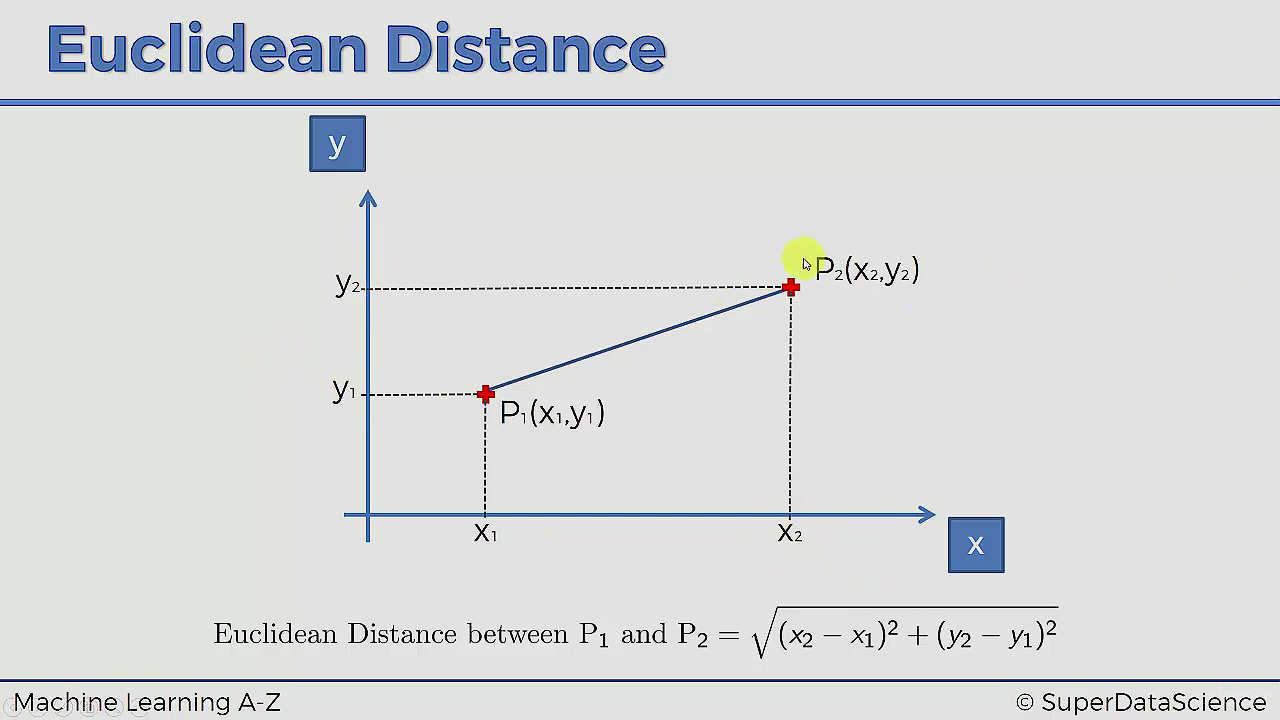 Euclidean Distance
y
P₂(x₂,y₂)
y₂
y₁
P₁(x₁,y₁)
x₁
x₂
x
Euclidean Distance between P₁ and P₂ = √(x₂ − x₁)² + (y₂ − y₁)²
Machine Learning A-Z
© SuperDataScience